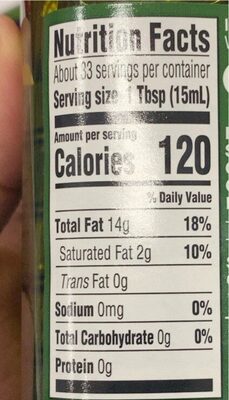 Nutrition Facts
About 33 servings per container
Serving size 1 Tbsp (15mL)
Amount per serving
Calories 120
% Daily Value
Total Fat 14g 18%
Saturated Fat 2g 10%
Trans Fat 0g
Sodium 0mg 0%
Total Carbohydrate 0g 0%
Protein 0g